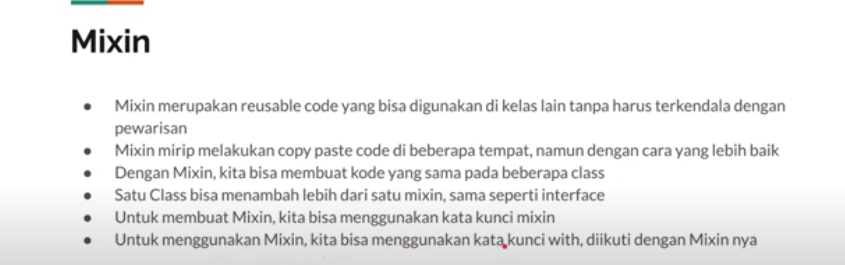 Mixin
● Mixin merupakan reusable code yang bisa digunakan di kelas lain tanpa harus terkendala dengan
pewarisan
● Mixin mirip melakukan copy paste code di beberapa tempat, namun dengan cara yang lebih baik
● Dengan Mixin, kita bisa membuat kode yang sama pada beberapa class
● Satu Class bisa menambah lebih dari satu mixin, sama seperti interface
● Untuk membuat Mixin, kita bisa menggunakan kata kunci mixin
● Untuk menggunakan Mixin, kita bisa menggunakan kata kunci with, diikuti dengan Mixin nya